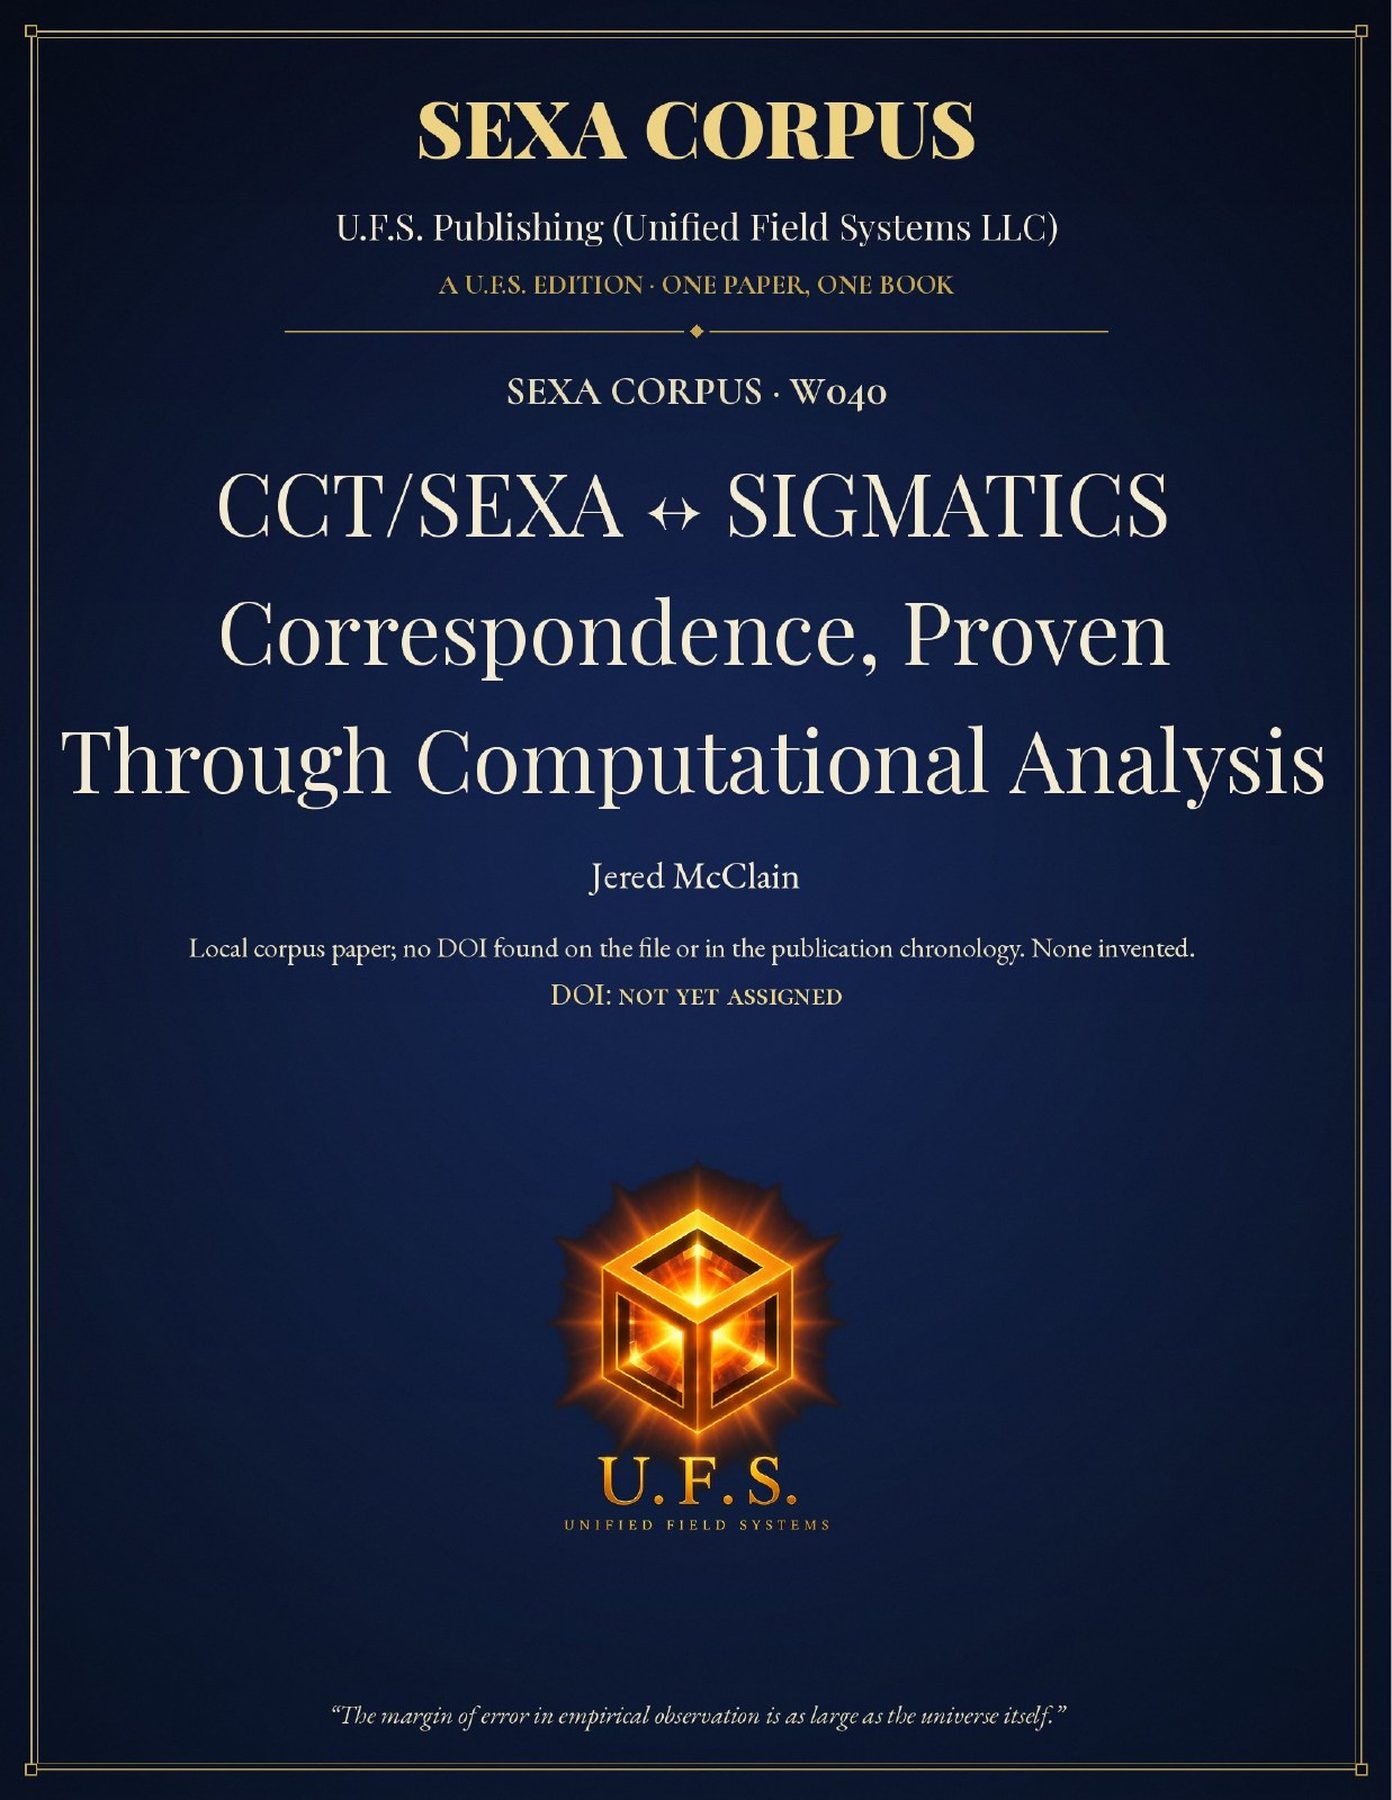 SEXA CORPUS
U.F.S. Publishing (Unified Field Systems LLC)
A U.F.S. EDITION · ONE PAPER, ONE BOOK
SEXA CORPUS · W040
CCT/SEXA ↔ SIGMATICS
Correspondence, Proven
Through Computational Analysis
Jered McClain
Local corpus paper; no DOI found on the file or in the publication chronology. None invented.
DOI: NOT YET ASSIGNED
U.F.S.
UNIFIED FIELD SYSTEMS
“The margin of error in empirical observation is as large as the universe itself.”